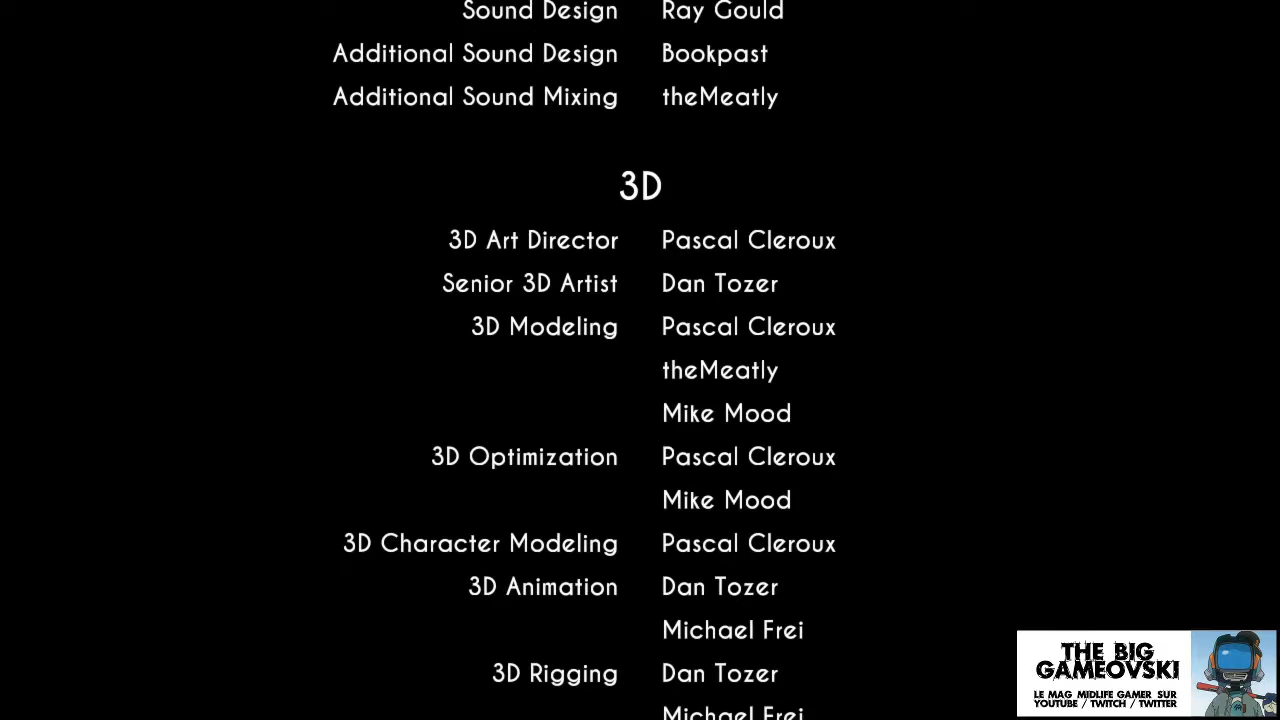 Sound Design Ray Gould
Additional Sound Design Bookpast
Additional Sound Mixing theMeatly
3D
3D Art Director Pascal Cleroux
Senior 3D Artist Dan Tozer
3D Modeling Pascal Cleroux
theMeatly
Mike Mood
3D Optimization Pascal Cleroux
Mike Mood
3D Character Modeling Pascal Cleroux
3D Animation Dan Tozer
Michael Frei
3D Rigging Dan Tozer
Michael Frei
THE BIG
GAMEOVSKI
LE MAG MIDLIFE GAMER SUR
YOUTUBE / TWITCH / TWITTER